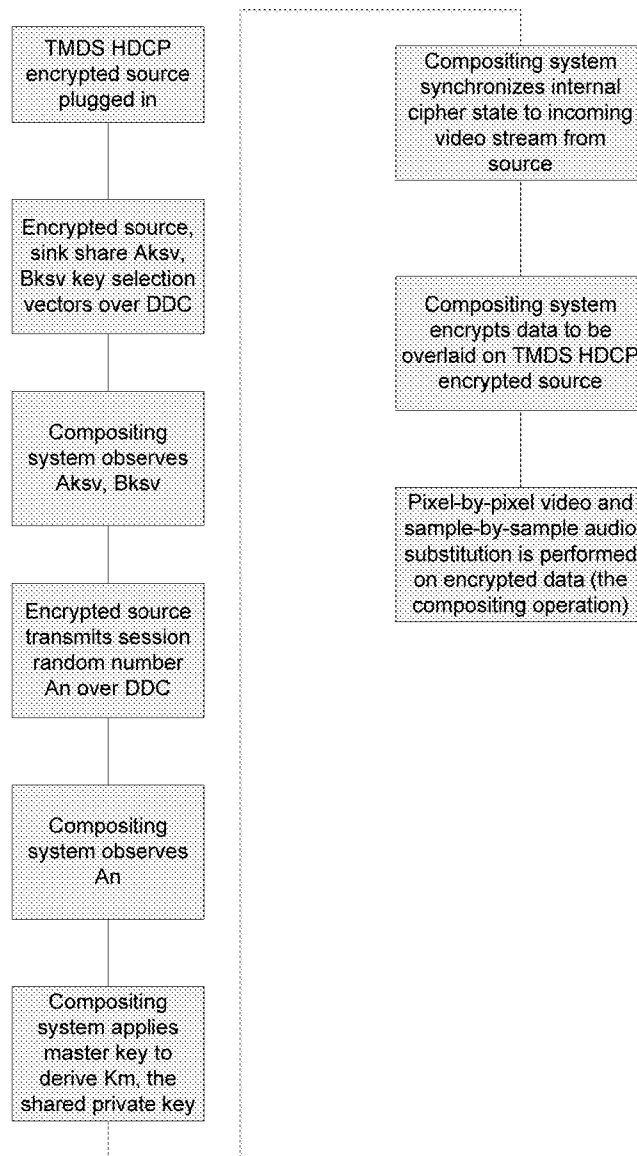 TMDS HDCP
encrypted source
plugged in
Encrypted source,
sink share Aksv,
Bksv key selection
vectors over DDC
Compositing
system observes
Aksv, Bksv
Encrypted source
transmits session
random number
An over DDC
Compositing
system observes
An
Compositing
system applies
master key to
derive Km, the
shared private key
Compositing system
synchronizes internal
cipher state to incoming
video stream from
source
Compositing system
encrypts data to be
overlaid on TMDS HDCP
encrypted source
Pixel-by-pixel video and
sample-by-sample audio
substitution is performed
on encrypted data (the
compositing operation)